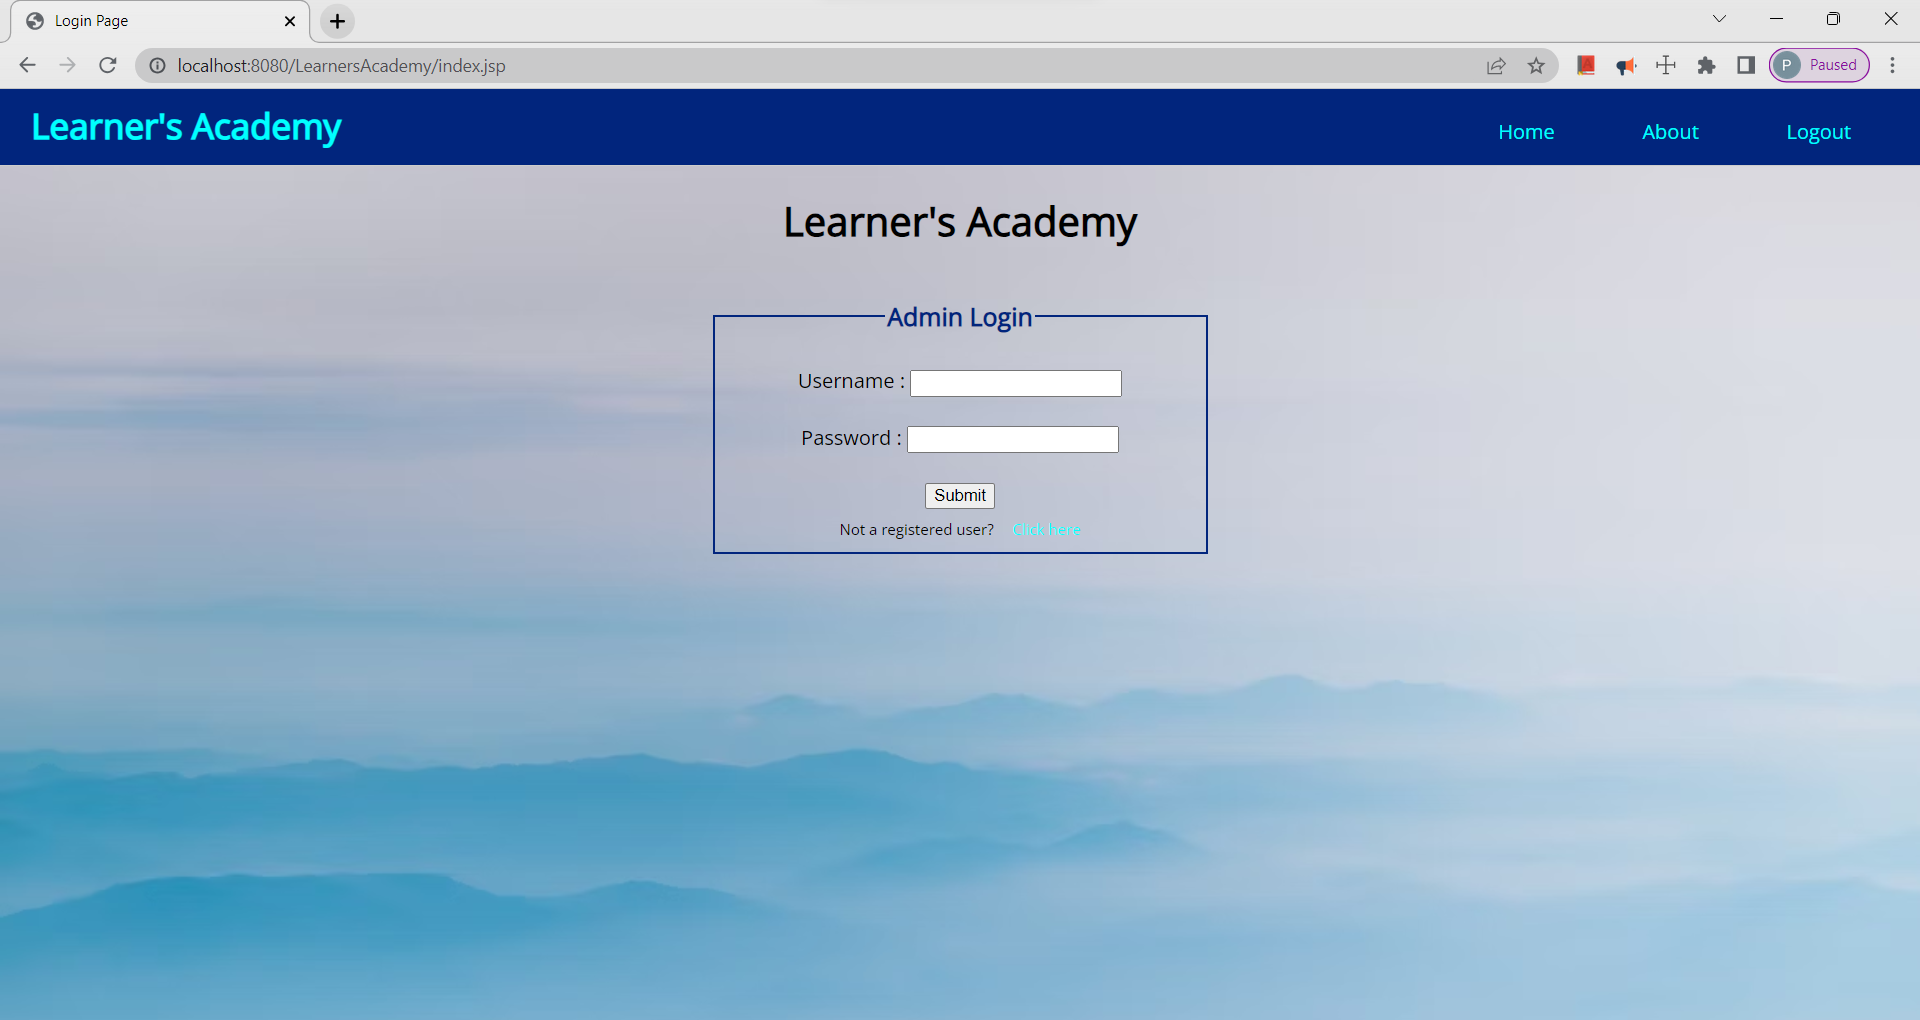 Login Page
localhost:8080/LearnersAcademy/index.jsp
P Paused
Learner's Academy
Home About Logout
Learner's Academy
Admin Login
Username :
Password :
Submit
Not a registered user? Click here